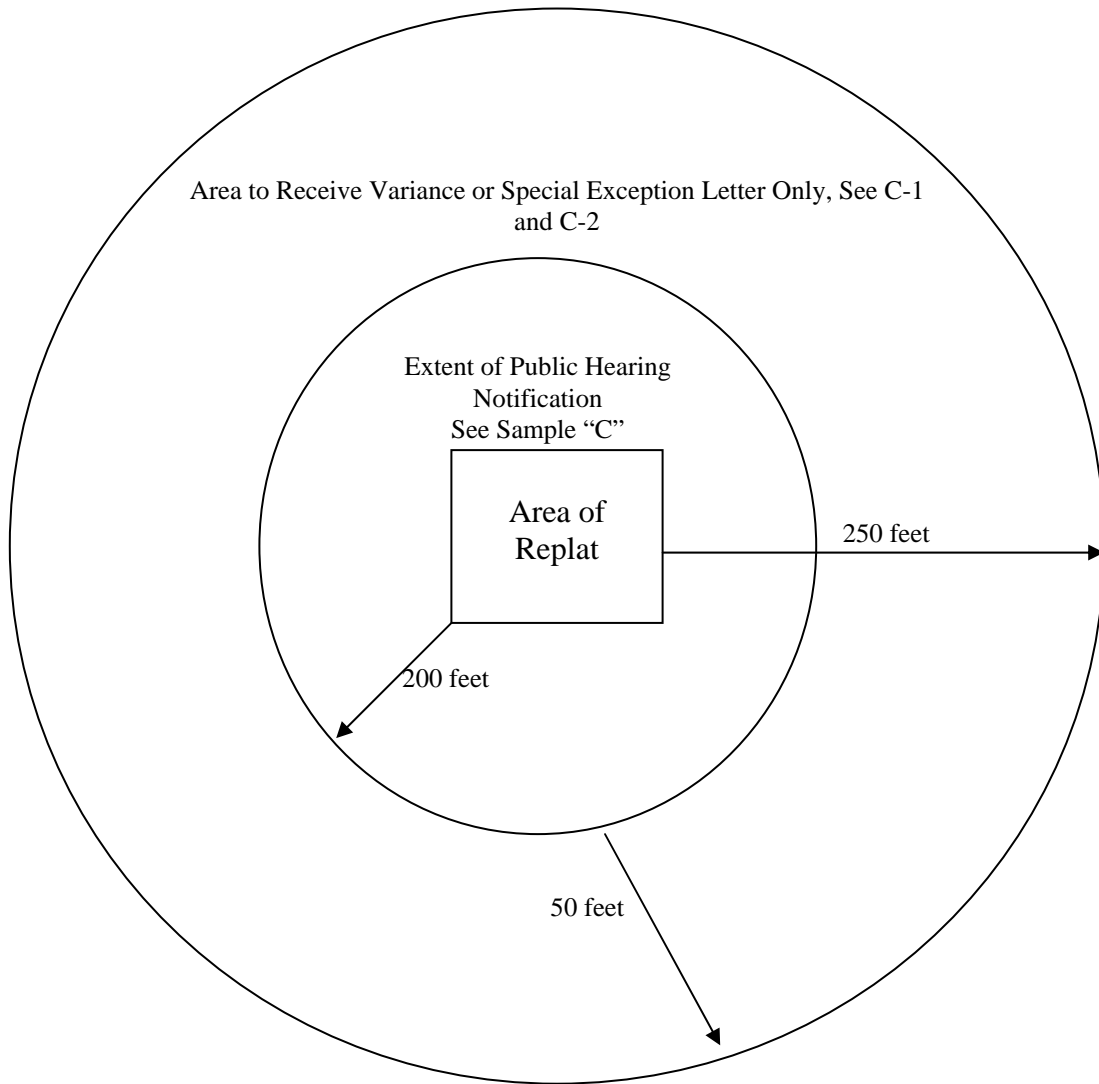 Area to Receive Variance or Special Exception Letter Only, See C-1
and C-2
Extent of Public Hearing
Notification
See Sample “C”
Area of
Replat
250 feet
200 feet
50 feet